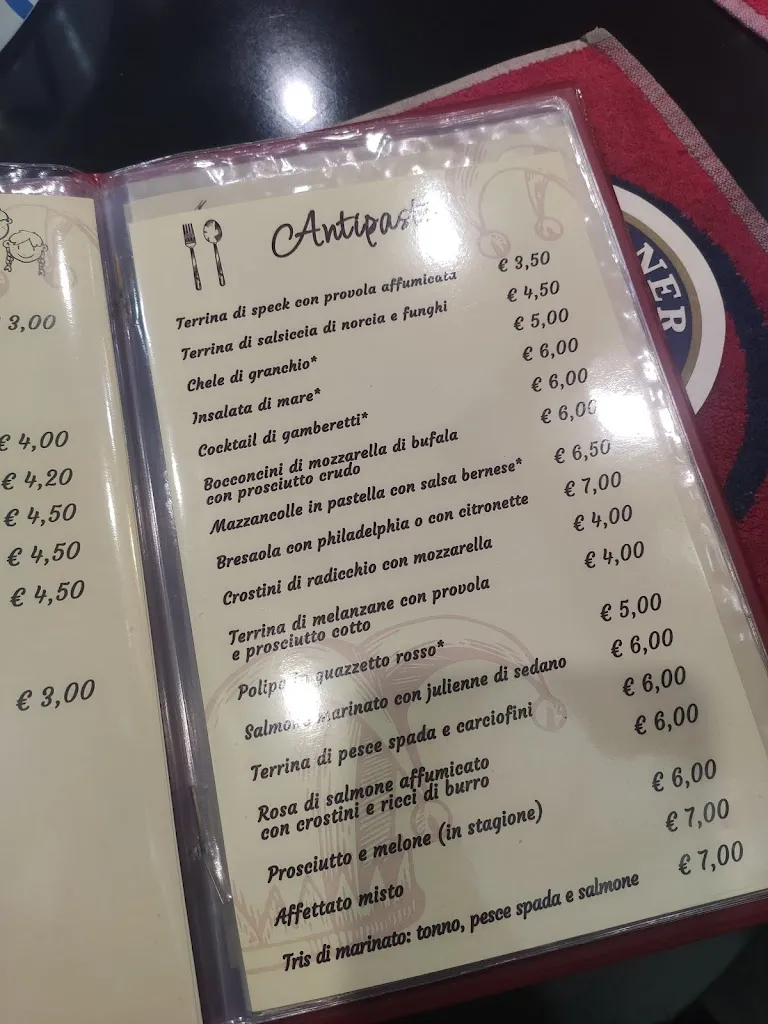 3,00
€ 4,00
€ 4,20
€ 4,50
€ 4,50
€ 4,50
€ 3,00
Antipasti
Terrina di speck con provola affumicata € 3,50
Terrina di salsiccia di norcia e funghi € 4,50
Chele di granchio* € 5,00
Insalata di mare* € 6,00
Cocktail di gamberetti* € 6,00
Bocconcini di mozzarella di bufala € 6,00
con prosciutto crudo
Mazzancolle in pastella con salsa bernese* € 6,50
Bresaola con philadelphia o con citronette € 7,00
Crostini di radicchio con mozzarella € 4,00
Terrina di melanzane con provola € 4,00
e prosciutto cotto
Polipo in guazzetto rosso* € 5,00
Salmone marinato con julienne di sedano € 6,00
Terrina di pesce spada e carciofini € 6,00
Rosa di salmone affumicato € 6,00
con crostini e ricci di burro
Prosciutto e melone (in stagione) € 6,00
Affettato misto € 7,00
Tris di marinato: tonno, pesce spada e salmone € 7,00
NER